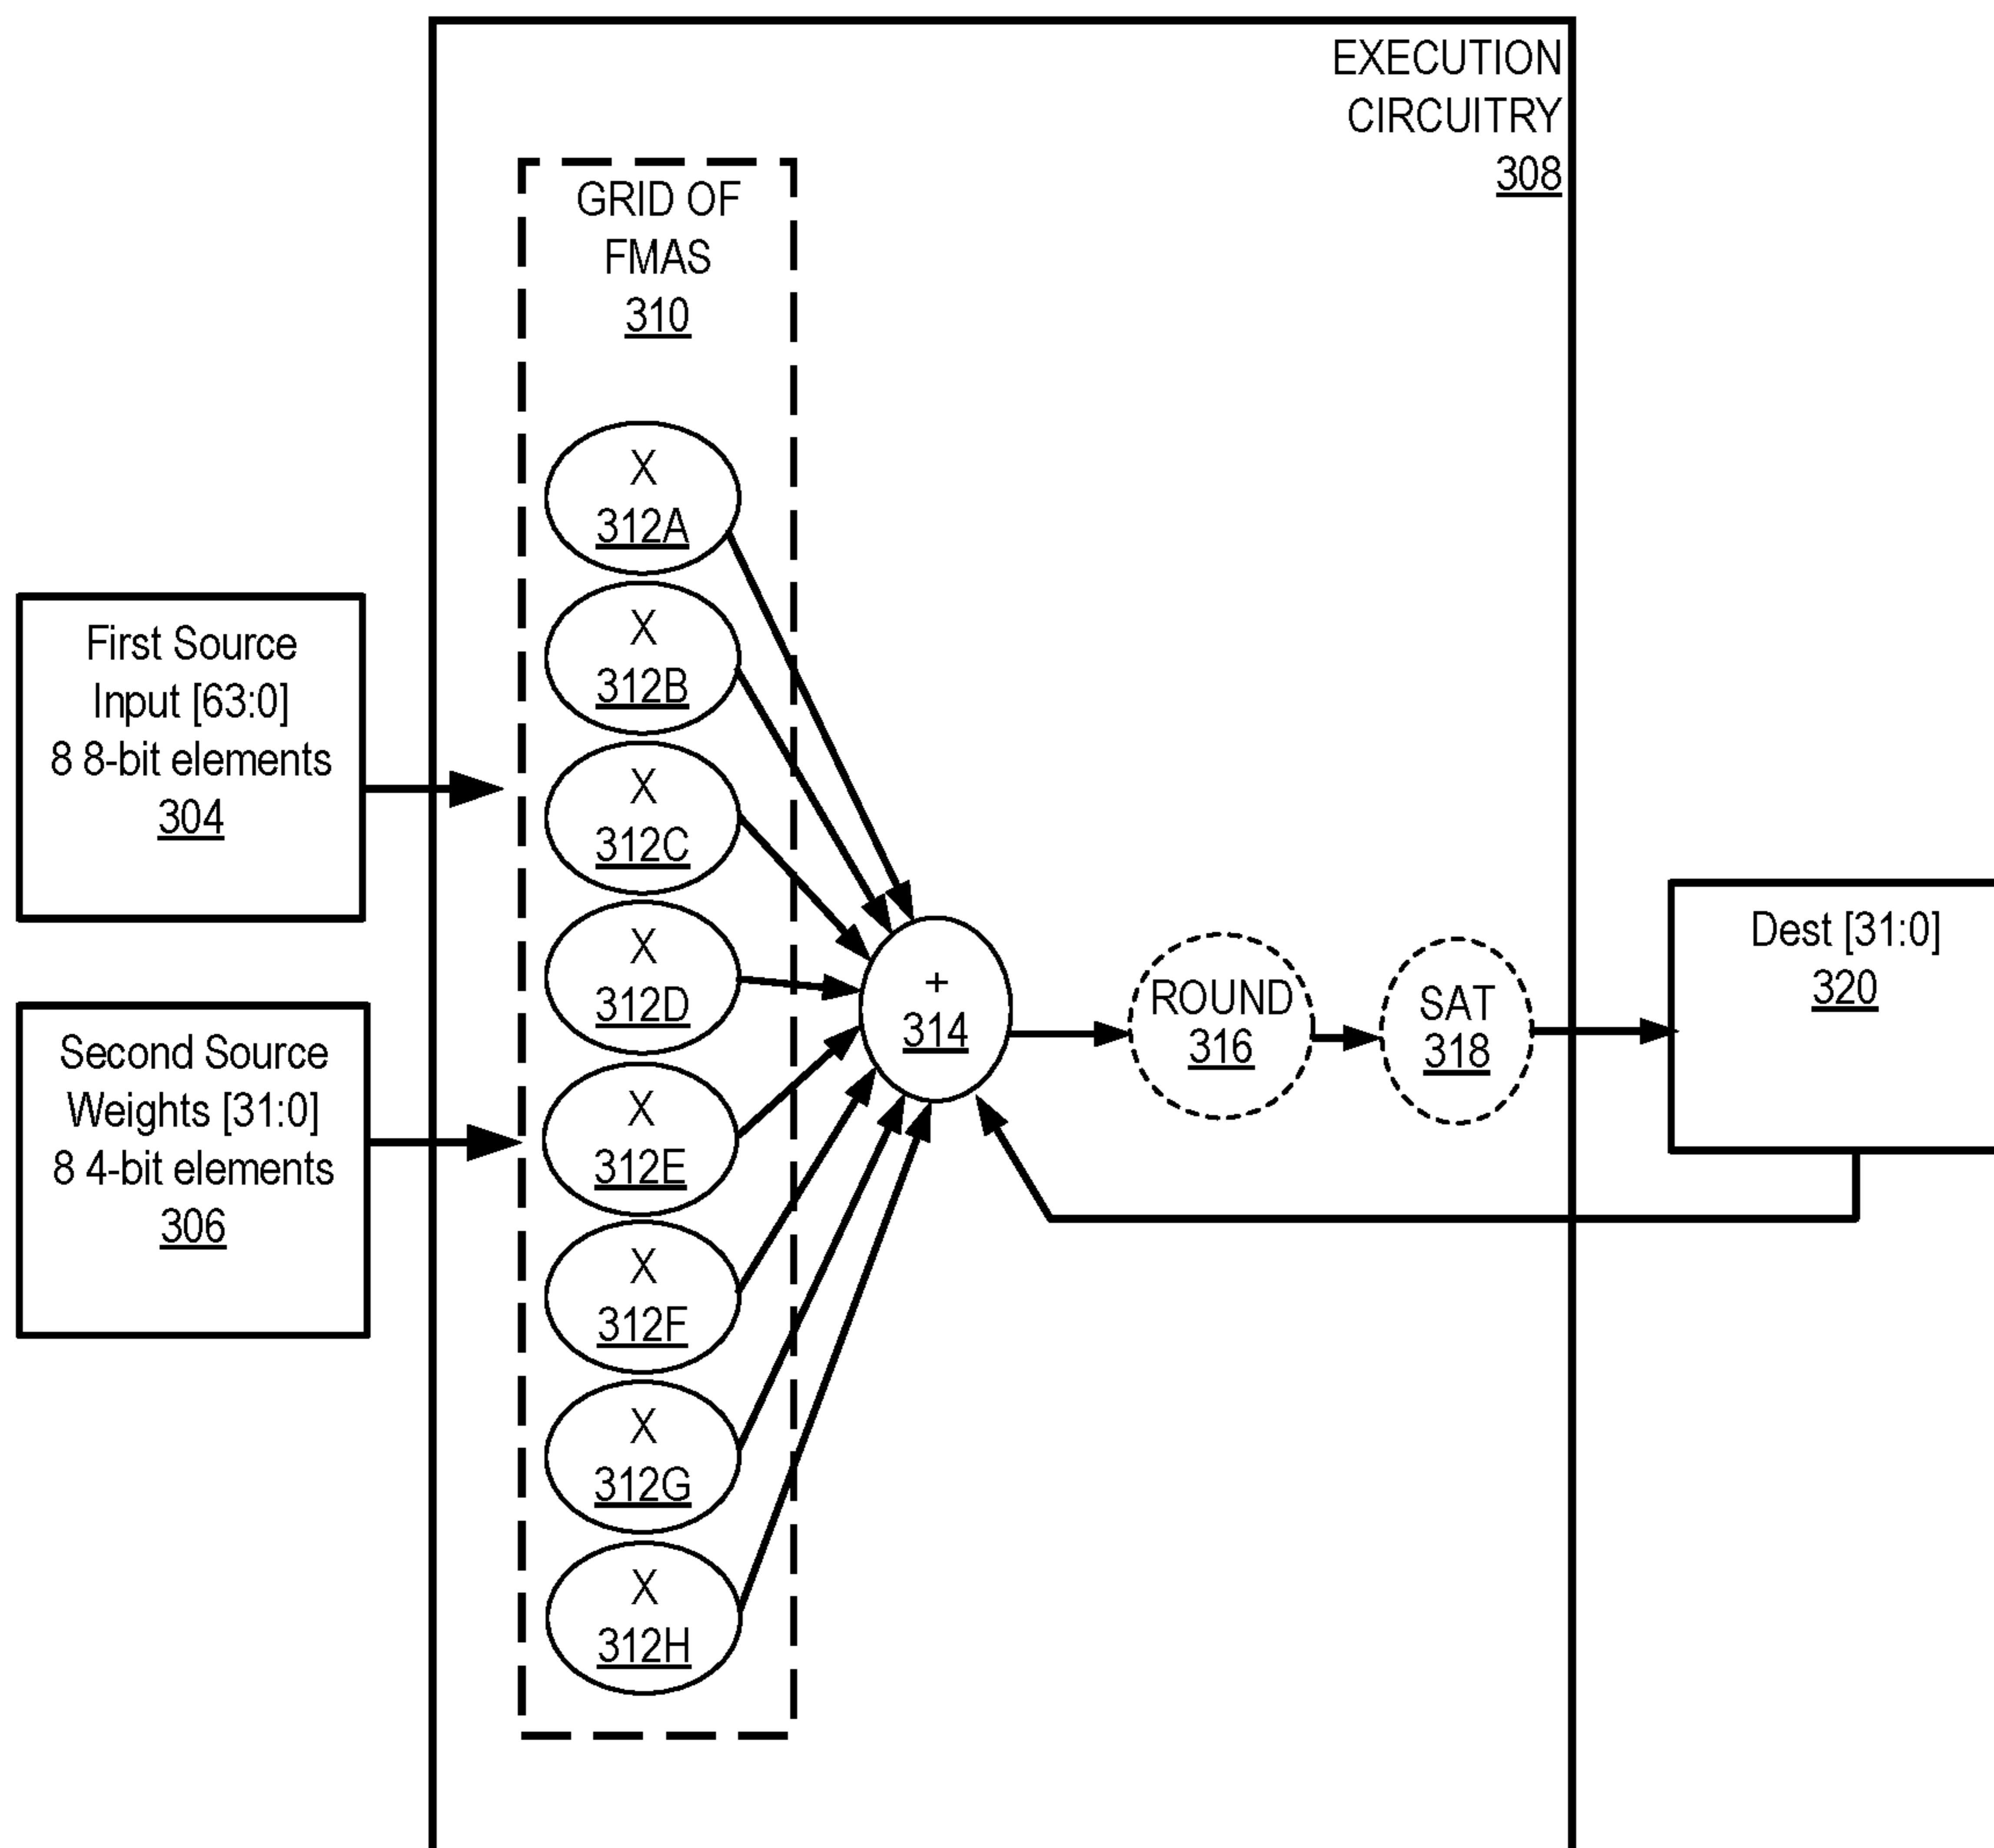 EXECUTION
CIRCUITRY
308
GRID OF
FMAS
310
X
312A
X
312B
X
312C
X
312D
X
312E
X
312F
X
312G
X
312H
First Source
Input [63:0]
8 8-bit elements
304
Second Source
Weights [31:0]
8 4-bit elements
306
+
314
ROUND
316
SAT
318
Dest [31:0]
320